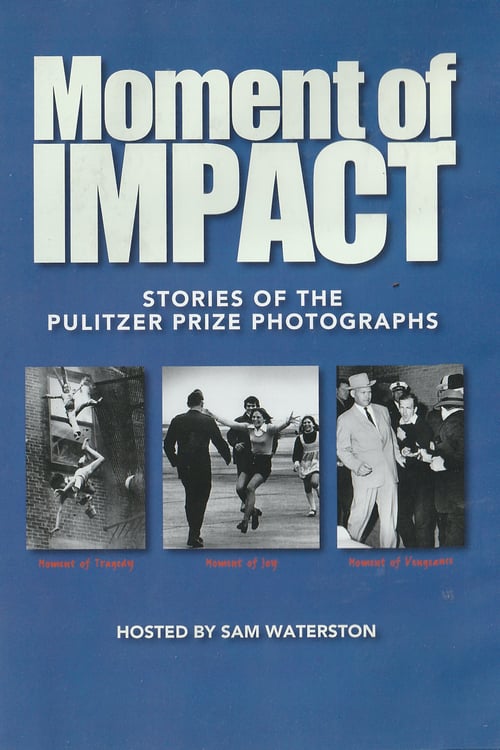 Moment of
IMPACT
STORIES OF THE
PULITZER PRIZE PHOTOGRAPHS
Moment of Tragedy
Moment of Joy
Moment of Vengeance
HOSTED BY SAM WATERSTON